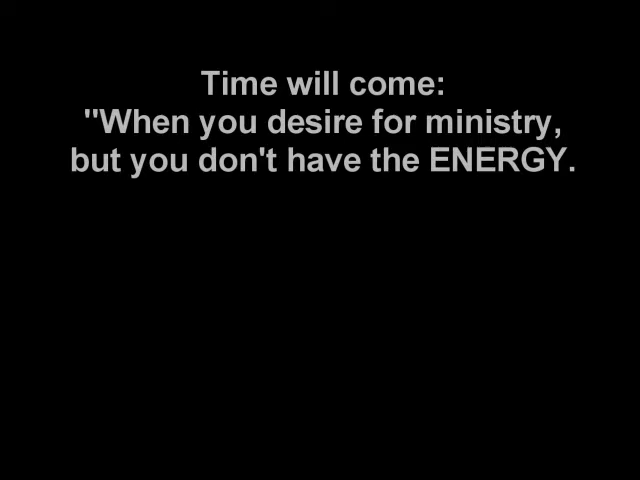 Time will come:
"When you desire for ministry,
but you don't have the ENERGY.